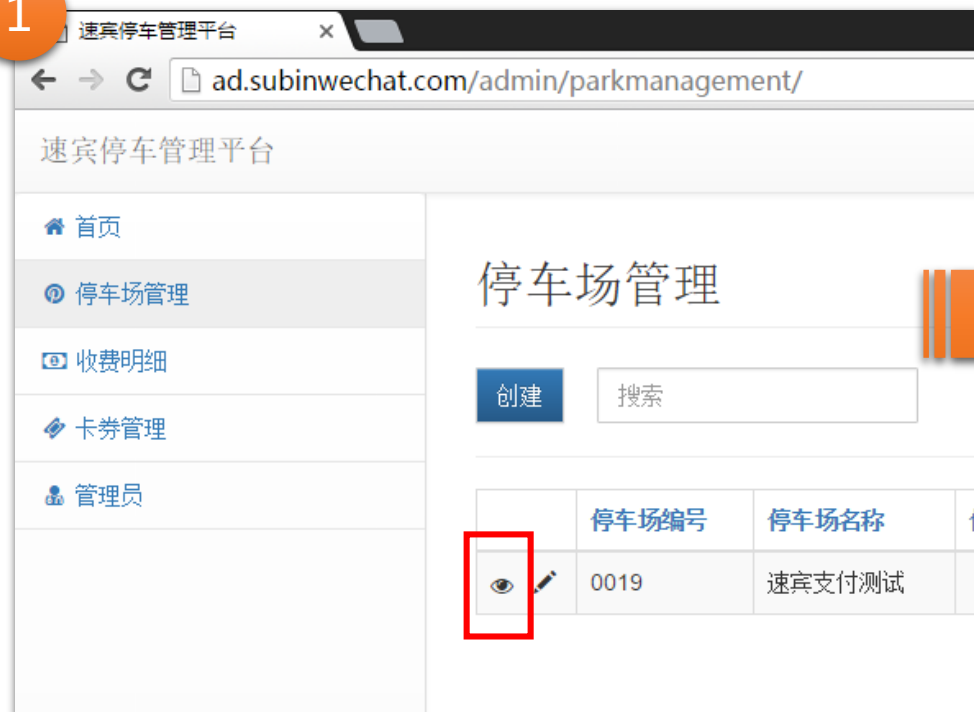 1
速宾停车管理平台
ad.subinwechat.com/admin/parkmanagement/
速宾停车管理平台
首页
停车场管理
收费明细
卡券管理
管理员
停车场管理
创建 搜索
停车场编号 停车场名称
0019 速宾支付测试